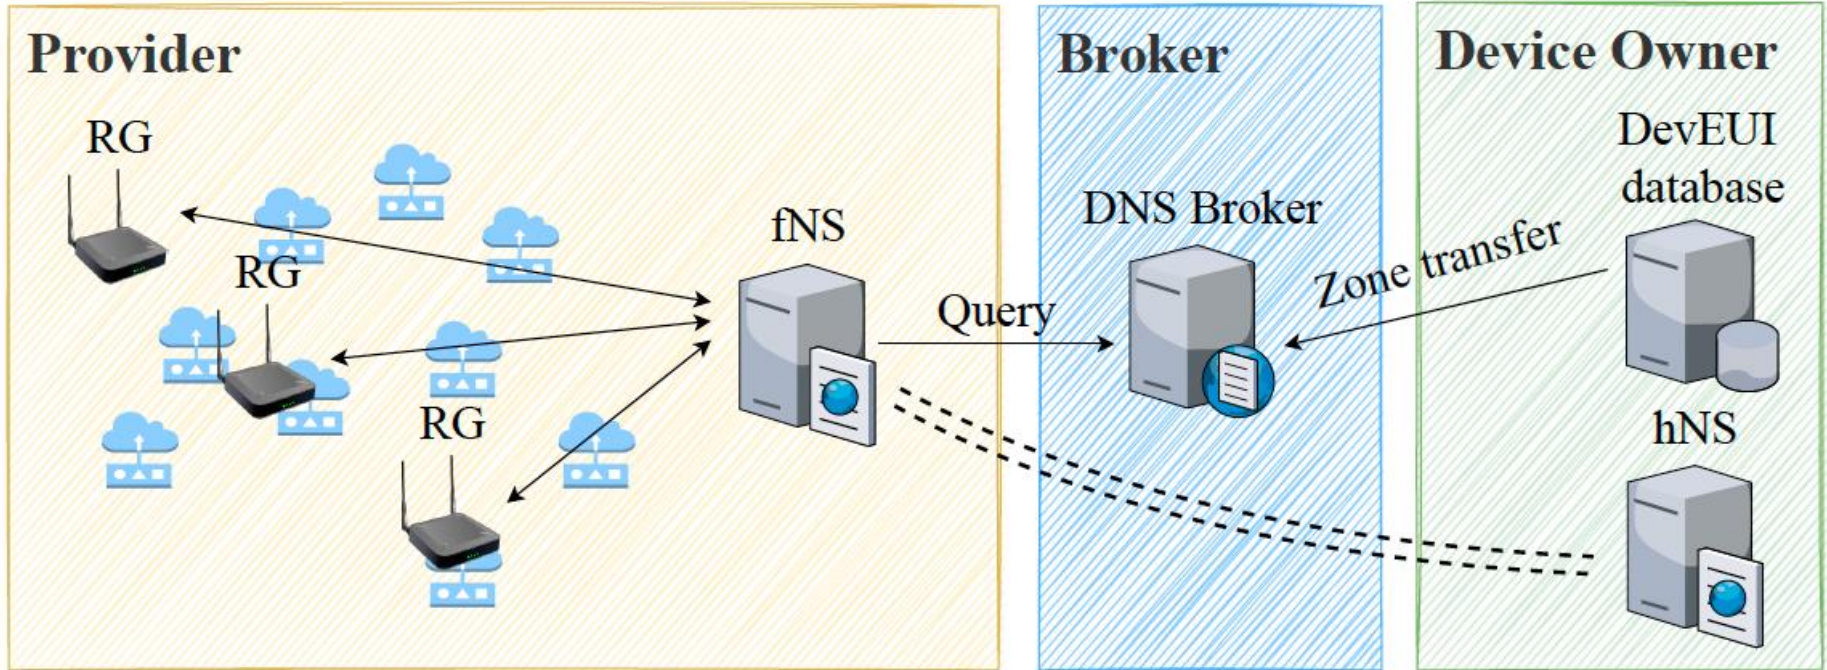 Provider
RG
RG
RG
fNS
Query
Broker
DNS Broker
Zone transfer
Device Owner
DevEUI
database
hNS